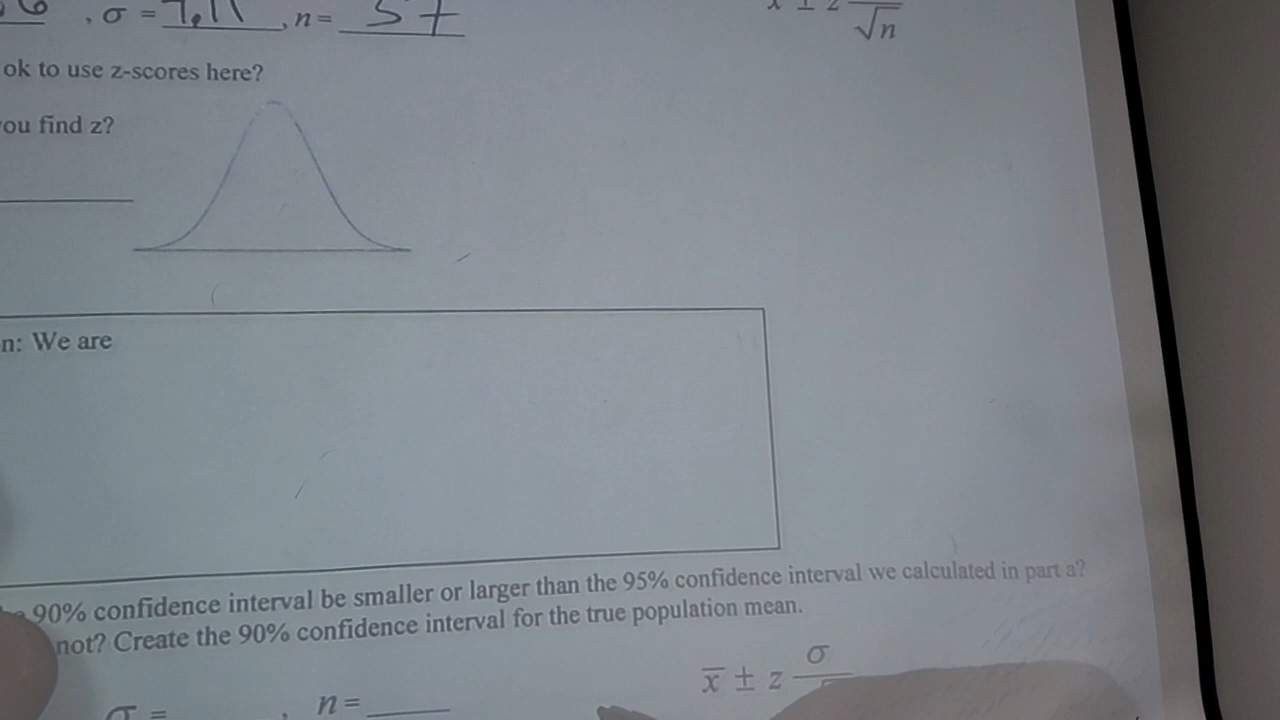 , σ = 7.11, n = 57
x̄ ± z √n
ok to use z-scores here?
you find z?
n: We are
90% confidence interval be smaller or larger than the 95% confidence interval we calculated in part a?
not? Create the 90% confidence interval for the true population mean.
x̄ ± z σ
σ = , n =